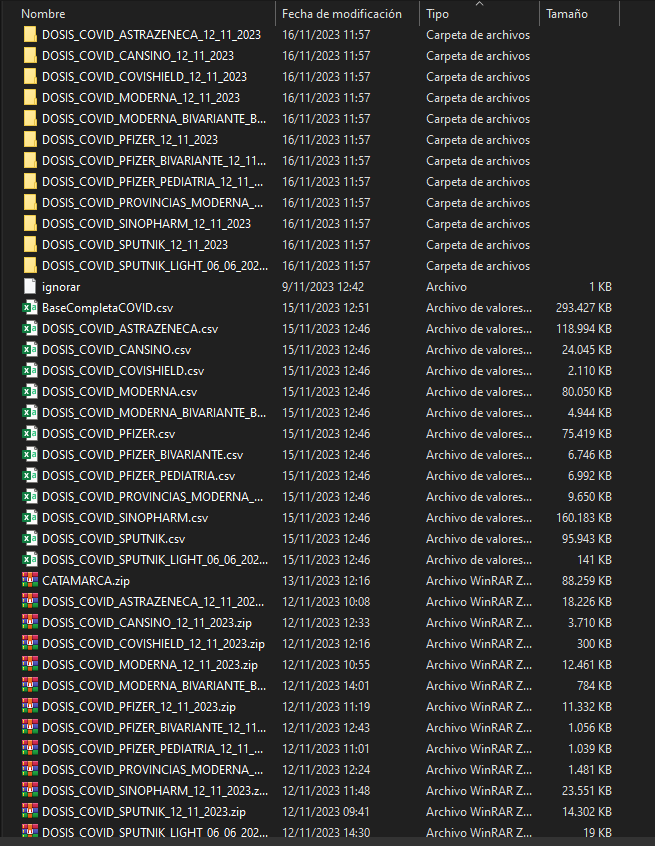 Nombre Fecha de modificación Tipo Tamaño
DOSIS_COVID_ASTRAZENECA_12_11_2023 16/11/2023 11:57 Carpeta de archivos
DOSIS_COVID_CANSINO_12_11_2023 16/11/2023 11:57 Carpeta de archivos
DOSIS_COVID_COVISHIELD_12_11_2023 16/11/2023 11:57 Carpeta de archivos
DOSIS_COVID_MODERNA_12_11_2023 16/11/2023 11:57 Carpeta de archivos
DOSIS_COVID_MODERNA_BIVARIANTE_B... 16/11/2023 11:57 Carpeta de archivos
DOSIS_COVID_PFIZER_12_11_2023 16/11/2023 11:57 Carpeta de archivos
DOSIS_COVID_PFIZER_BIVARIANTE_12_11... 16/11/2023 11:57 Carpeta de archivos
DOSIS_COVID_PFIZER_PEDIATRIA_12_11_... 16/11/2023 11:57 Carpeta de archivos
DOSIS_COVID_PROVINCIAS_MODERNA_... 16/11/2023 11:57 Carpeta de archivos
DOSIS_COVID_SINOPHARM_12_11_2023 16/11/2023 11:57 Carpeta de archivos
DOSIS_COVID_SPUTNIK_12_11_2023 16/11/2023 11:57 Carpeta de archivos
DOSIS_COVID_SPUTNIK_LIGHT_06_06_202... 16/11/2023 11:57 Carpeta de archivos
ignorar 9/11/2023 12:42 Archivo 1 KB
BaseCompletaCOVID.csv 15/11/2023 12:51 Archivo de valores... 293.427 KB
DOSIS_COVID_ASTRAZENECA.csv 15/11/2023 12:46 Archivo de valores... 118.994 KB
DOSIS_COVID_CANSINO.csv 15/11/2023 12:46 Archivo de valores... 24.045 KB
DOSIS_COVID_COVISHIELD.csv 15/11/2023 12:46 Archivo de valores... 2.110 KB
DOSIS_COVID_MODERNA.csv 15/11/2023 12:46 Archivo de valores... 80.050 KB
DOSIS_COVID_MODERNA_BIVARIANTE_B... 15/11/2023 12:46 Archivo de valores... 4.944 KB
DOSIS_COVID_PFIZER.csv 15/11/2023 12:46 Archivo de valores... 75.419 KB
DOSIS_COVID_PFIZER_BIVARIANTE.csv 15/11/2023 12:46 Archivo de valores... 6.746 KB
DOSIS_COVID_PFIZER_PEDIATRIA.csv 15/11/2023 12:46 Archivo de valores... 6.992 KB
DOSIS_COVID_PROVINCIAS_MODERNA_... 15/11/2023 12:46 Archivo de valores... 9.650 KB
DOSIS_COVID_SINOPHARM.csv 15/11/2023 12:46 Archivo de valores... 160.183 KB
DOSIS_COVID_SPUTNIK.csv 15/11/2023 12:46 Archivo de valores... 95.943 KB
DOSIS_COVID_SPUTNIK_LIGHT_06_06_202... 15/11/2023 12:46 Archivo de valores... 141 KB
CATAMARCA.zip 13/11/2023 12:16 Archivo WinRAR Z... 88.259 KB
DOSIS_COVID_ASTRAZENECA_12_11_202... 12/11/2023 10:08 Archivo WinRAR Z... 18.226 KB
DOSIS_COVID_CANSINO_12_11_2023.zip 12/11/2023 12:33 Archivo WinRAR Z... 3.710 KB
DOSIS_COVID_COVISHIELD_12_11_2023.zip 12/11/2023 12:16 Archivo WinRAR Z... 300 KB
DOSIS_COVID_MODERNA_12_11_2023.zip 12/11/2023 10:55 Archivo WinRAR Z... 12.461 KB
DOSIS_COVID_MODERNA_BIVARIANTE_B... 12/11/2023 14:01 Archivo WinRAR Z... 784 KB
DOSIS_COVID_PFIZER_12_11_2023.zip 12/11/2023 11:19 Archivo WinRAR Z... 11.332 KB
DOSIS_COVID_PFIZER_BIVARIANTE_12_11... 12/11/2023 12:43 Archivo WinRAR Z... 1.056 KB
DOSIS_COVID_PFIZER_PEDIATRIA_12_11_... 12/11/2023 11:01 Archivo WinRAR Z... 1.039 KB
DOSIS_COVID_PROVINCIAS_MODERNA_... 12/11/2023 12:24 Archivo WinRAR Z... 1.481 KB
DOSIS_COVID_SINOPHARM_12_11_2023.z... 12/11/2023 11:48 Archivo WinRAR Z... 23.551 KB
DOSIS_COVID_SPUTNIK_12_11_2023.zip 12/11/2023 09:41 Archivo WinRAR Z... 14.302 KB
DOSIS_COVID_SPUTNIK_LIGHT_06_06_202... 12/11/2023 14:30 Archivo WinRAR Z... 19 KB